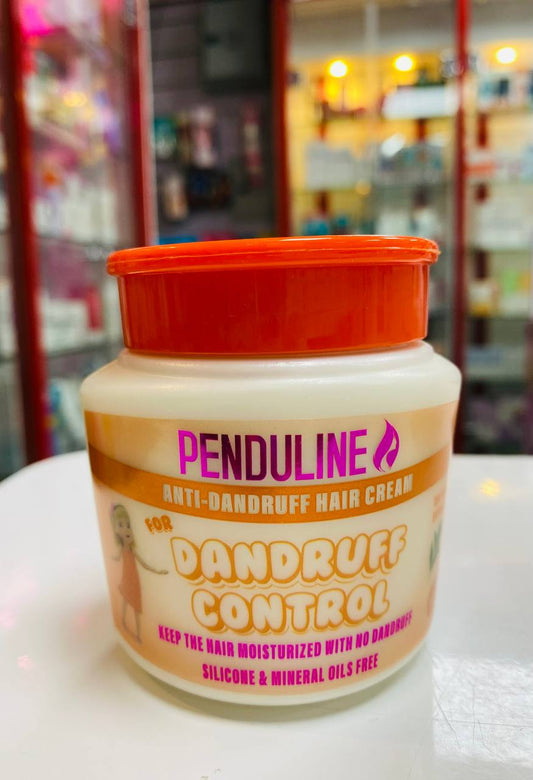 PENDULINE
ANTI-DANDRUFF HAIR CREAM
FOR
DANDRUFF
CONTROL
KEEP THE HAIR MOISTURIZED WITH NO DANDRUFF
SILICONE & MINERAL OILS FREE